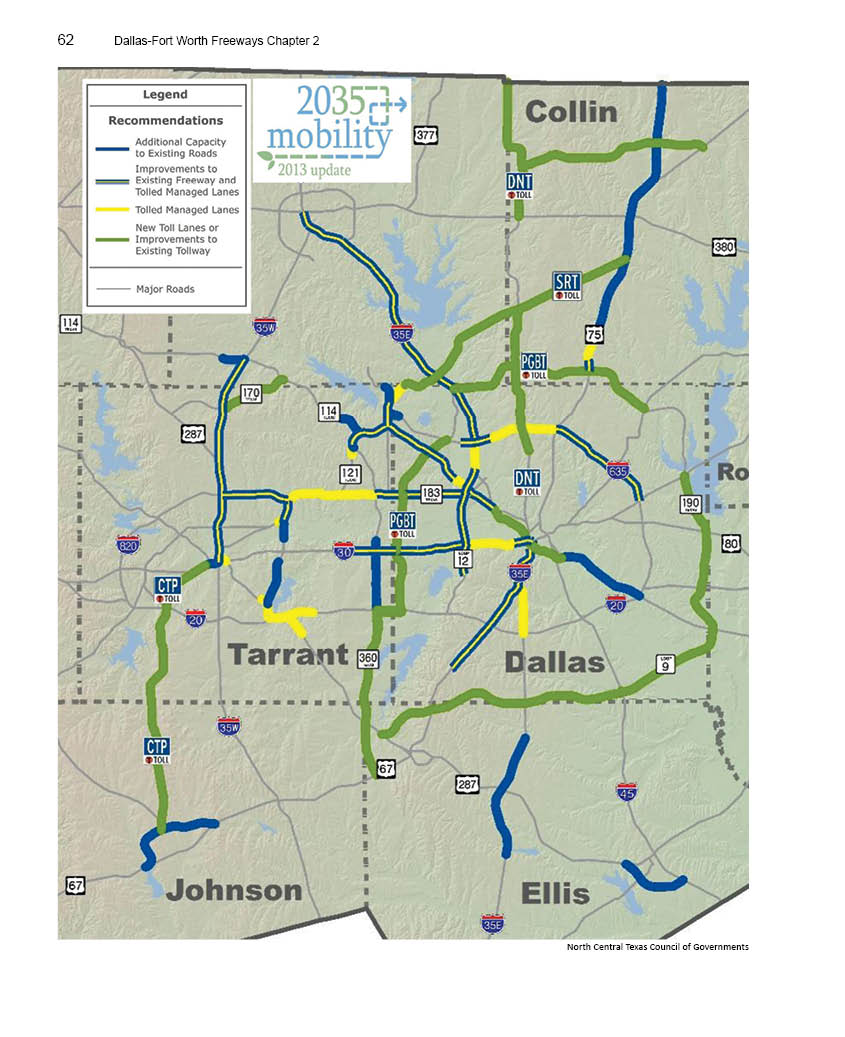 62 Dallas-Fort Worth Freeways Chapter 2
Legend
Recommendations
Additional Capacity
to Existing Roads
Improvements to
Existing Freeway and
Tolled Managed Lanes
Tolled Managed Lanes
New Toll Lanes or
Improvements to
Existing Tollway
Major Roads
2035
mobility
2013 update
377
Collin
DNT
TOLL
380
SRT
TOLL
114
35W
35E
75
PGBT
TOLL
170
114
287
121
635
Ro
DNT
TOLL
183
190
PGBT
TOLL
820
30
12
80
35E
CTP
TOLL
20
20
Tarrant
360
Dallas
LOOP
9
35W
CTP
TOLL
67
287
45
67
Johnson
Ellis
35E
North Central Texas Council of Governments